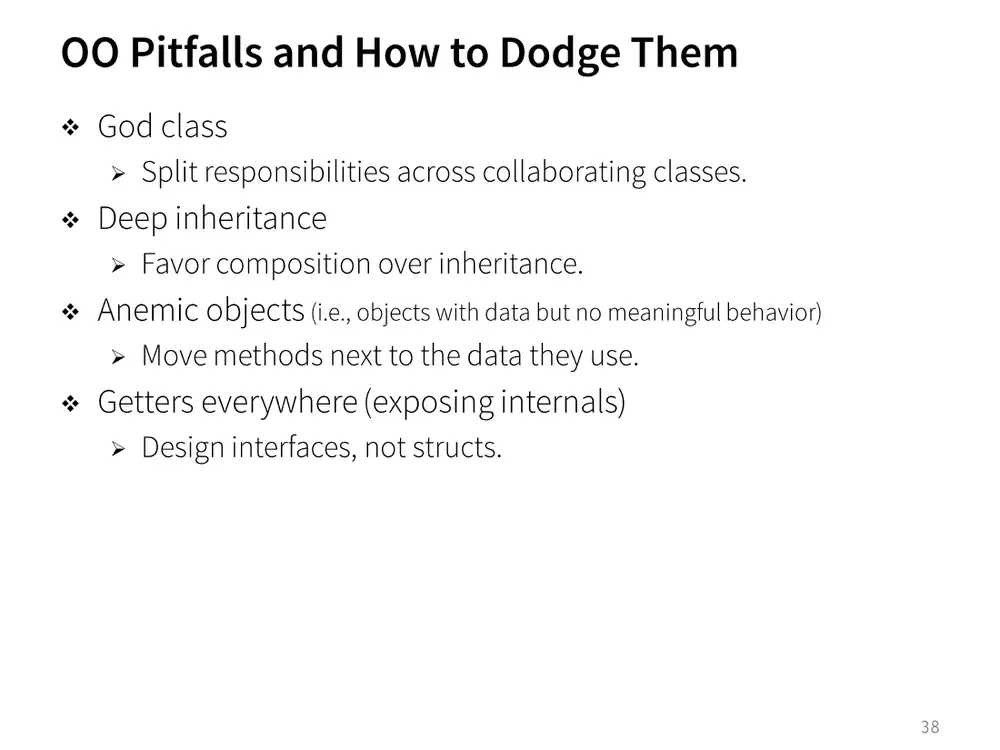 OO Pitfalls and How to Dodge Them
❖ God class
➢ Split responsibilities across collaborating classes.
❖ Deep inheritance
➢ Favor composition over inheritance.
❖ Anemic objects (i.e., objects with data but no meaningful behavior)
➢ Move methods next to the data they use.
❖ Getters everywhere (exposing internals)
➢ Design interfaces, not structs.
38